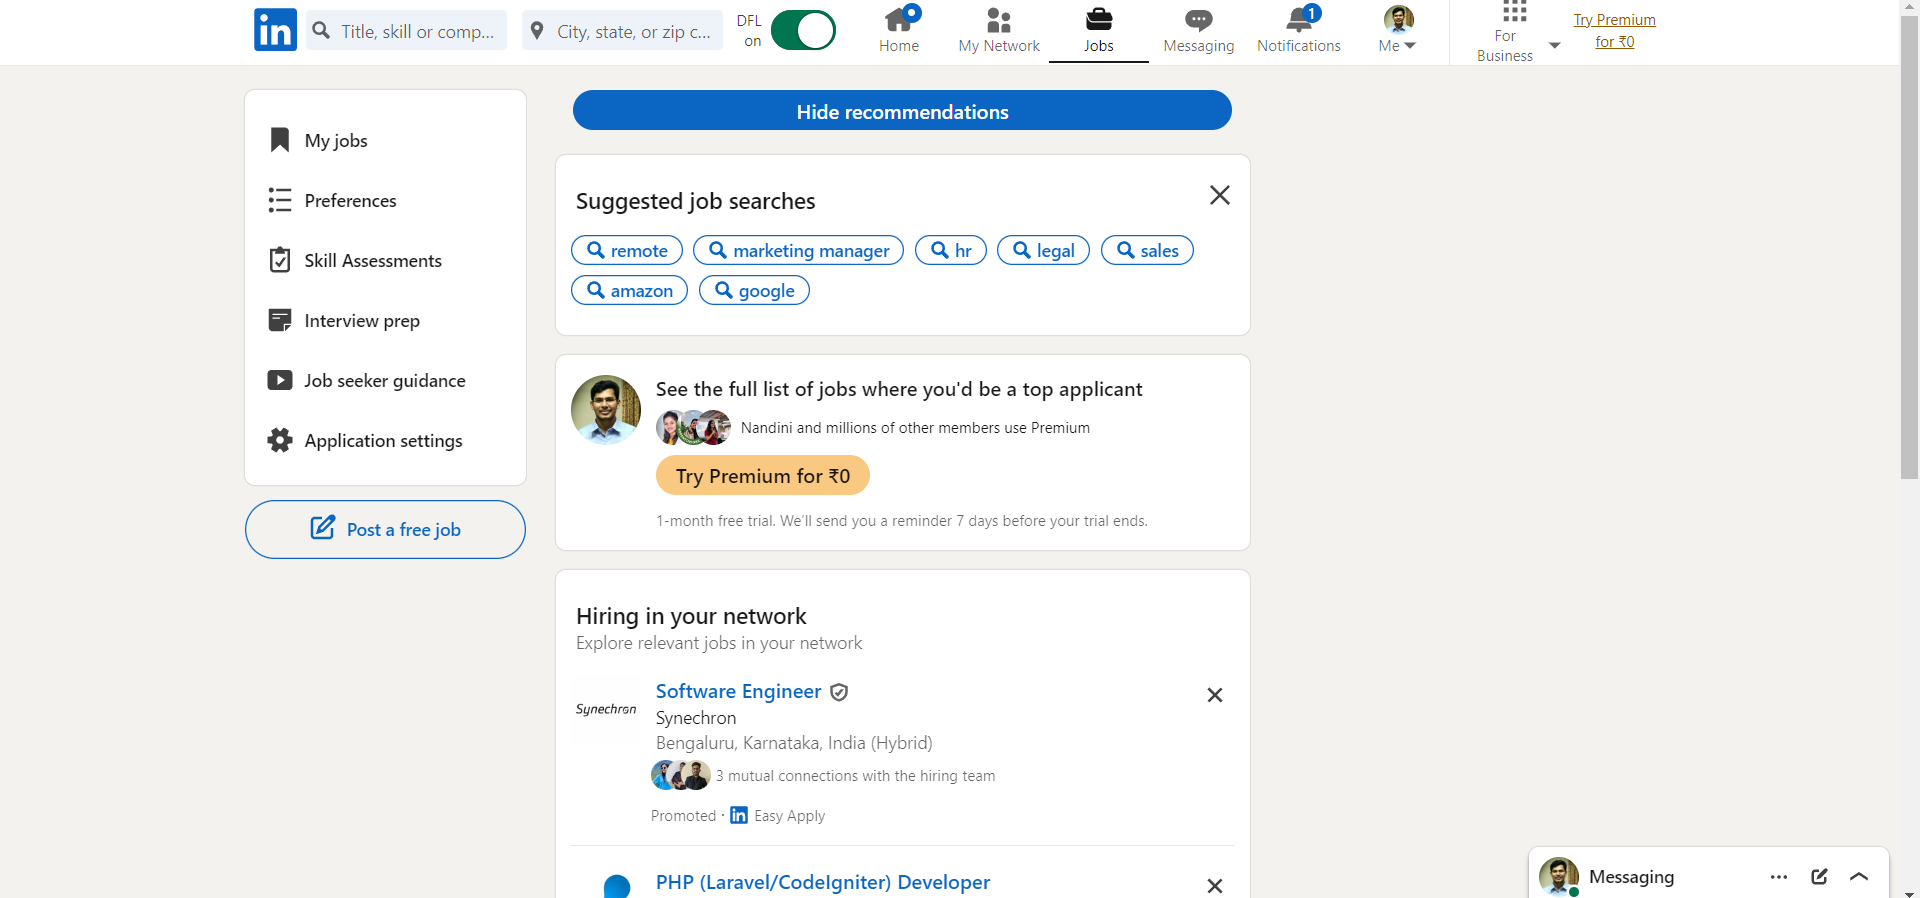 in
Title, skill or comp...
City, state, or zip c...
DFL
on
Home
My Network
Jobs
Messaging
1
Notifications
Me
For
Business
Try Premium
for ₹0
My jobs
Preferences
Skill Assessments
Interview prep
Job seeker guidance
Application settings
Post a free job
Hide recommendations
Suggested job searches
remote
marketing manager
hr
legal
sales
amazon
google
See the full list of jobs where you'd be a top applicant
Nandini and millions of other members use Premium
Try Premium for ₹0
1-month free trial. We'll send you a reminder 7 days before your trial ends.
Hiring in your network
Explore relevant jobs in your network
Synechron
Software Engineer
Synechron
Bengaluru, Karnataka, India (Hybrid)
3 mutual connections with the hiring team
Promoted · in Easy Apply
PHP (Laravel/CodeIgniter) Developer
Messaging